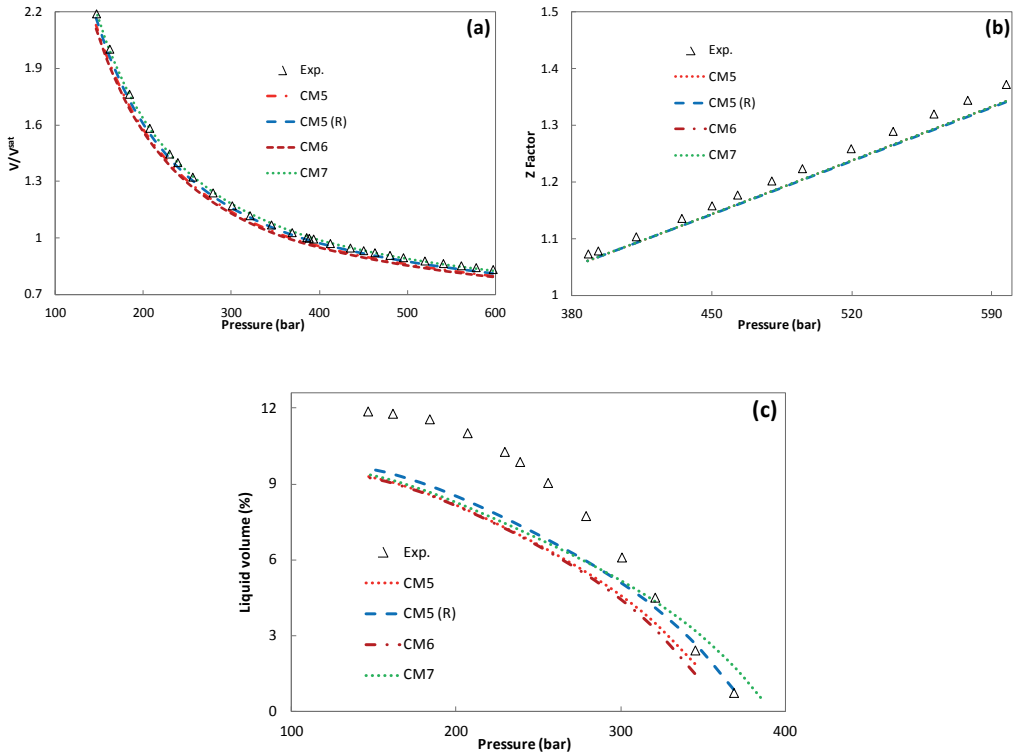 (a)
2.2
1.9
1.6
1.3
1
0.7
V/Vsat
Exp.
CM5
CM5 (R)
CM6
CM7
100
200
300
400
500
600
Pressure (bar)
(b)
1.5
1.4
1.3
1.2
1.1
1
Z Factor
Exp.
CM5
CM5 (R)
CM6
CM7
380
450
520
590
Pressure (bar)
(c)
12
9
6
3
0
Liquid volume (%)
Exp.
CM5
CM5 (R)
CM6
CM7
100
200
300
400
Pressure (bar)